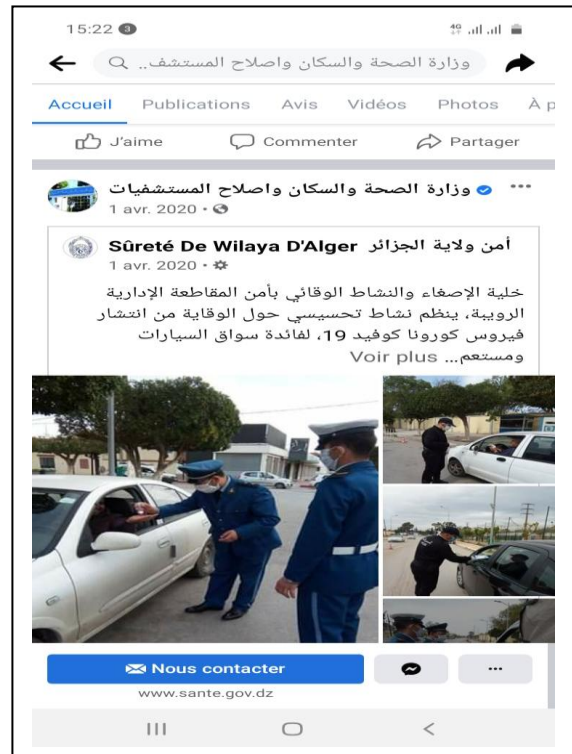 15:22 3 4G
وزارة الصحة والسكان واصلاح المستشف..
Accueil Publications Avis Vidéos Photos À p
J'aime Commenter Partager
وزارة الصحة والسكان واصلاح المستشفيات
1 avr. 2020
أمن ولاية الجزائر Sûreté De Wilaya D'Alger
1 avr. 2020
خلية الإصغاء والنشاط الوقائي بأمن المقاطعة الإدارية
الرويبة، ينظم نشاط تحسيسي حول الوقاية من انتشار
فيروس كورونا كوفيد 19، لفائدة سواق السيارات
ومستعم... Voir plus
Nous contacter
www.sante.gov.dz